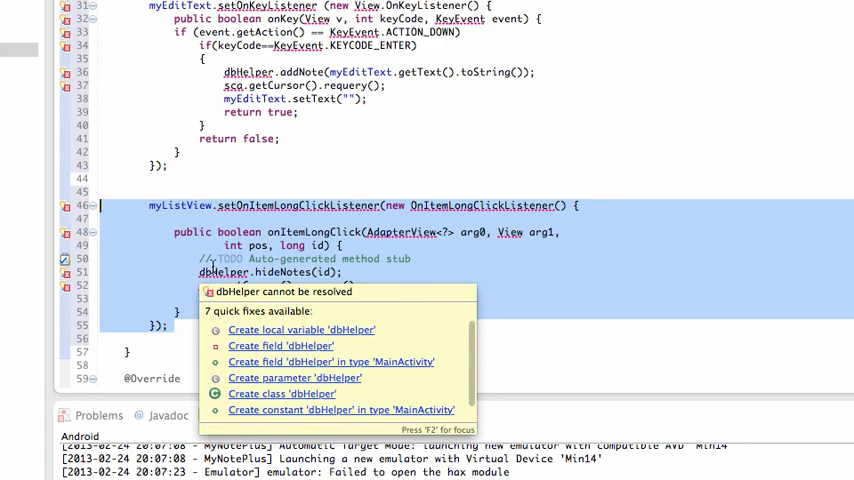 31 myEditText.setOnKeyListener (new View.OnKeyListener() {
32 public boolean onKey(View v, int keyCode, KeyEvent event) {
33 if (event.getAction() == KeyEvent.ACTION_DOWN)
34 if(keyCode==KeyEvent.KEYCODE_ENTER)
35 {
36 dbHelper.addNote(myEditText.getText().toString());
37 sca.getCursor().requery();
38 myEditText.setText("");
39 return true;
40 }
41 return false;
42 }
43 });
44
45
46 myListView.setOnItemLongClickListener(new OnItemLongClickListener() {
47
48 public boolean onItemLongClick(AdapterView<?> arg0, View arg1,
49 int pos, long id) {
50 // TODO Auto-generated method stub
51 dbHelper.hideNotes(id);
52
dbHelper cannot be resolved
53
7 quick fixes available:
54 }
55 });
Create local variable 'dbHelper'
56
Create field 'dbHelper'
57 }
Create field 'dbHelper' in type 'MainActivity'
58
59 @Override
Create parameter 'dbHelper'
Create class 'dbHelper'
Create constant 'dbHelper' in type 'MainActivity'
Press 'F2' for focus
Problems @ Javadoc
Android
[2013-02-24 20:07:08 - MyNotePlus] Automatic Target Mode: launching new emulator with compatible AVD 'Min14'
[2013-02-24 20:07:08 - MyNotePlus] Launching a new emulator with Virtual Device 'Min14'
[2013-02-24 20:07:23 - Emulator] emulator: Failed to open the hax module